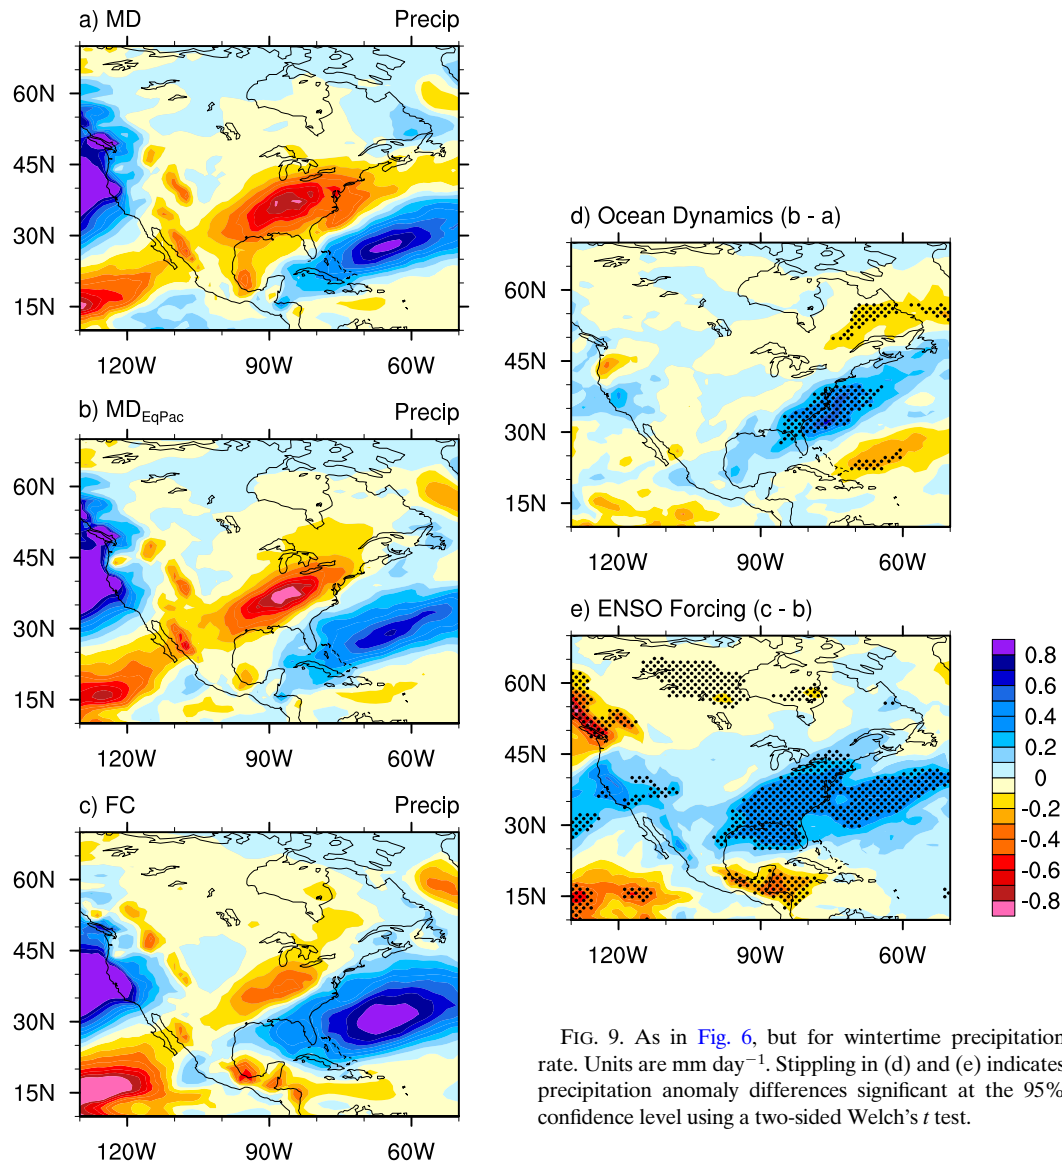 a) MD Precip
60N
45N
30N
15N
120W 90W 60W
b) MD_EqPac Precip
60N
45N
30N
15N
120W 90W 60W
c) FC Precip
60N
45N
30N
15N
120W 90W 60W
d) Ocean Dynamics (b - a)
60N
45N
30N
15N
120W 90W 60W
e) ENSO Forcing (c - b)
60N
45N
30N
15N
120W 90W 60W
0.8
0.6
0.4
0.2
0
-0.2
-0.4
-0.6
-0.8
FIG. 9. As in Fig. 6, but for wintertime precipitation
rate. Units are mm day⁻¹. Stippling in (d) and (e) indicates
precipitation anomaly differences significant at the 95%
confidence level using a two-sided Welch's t test.